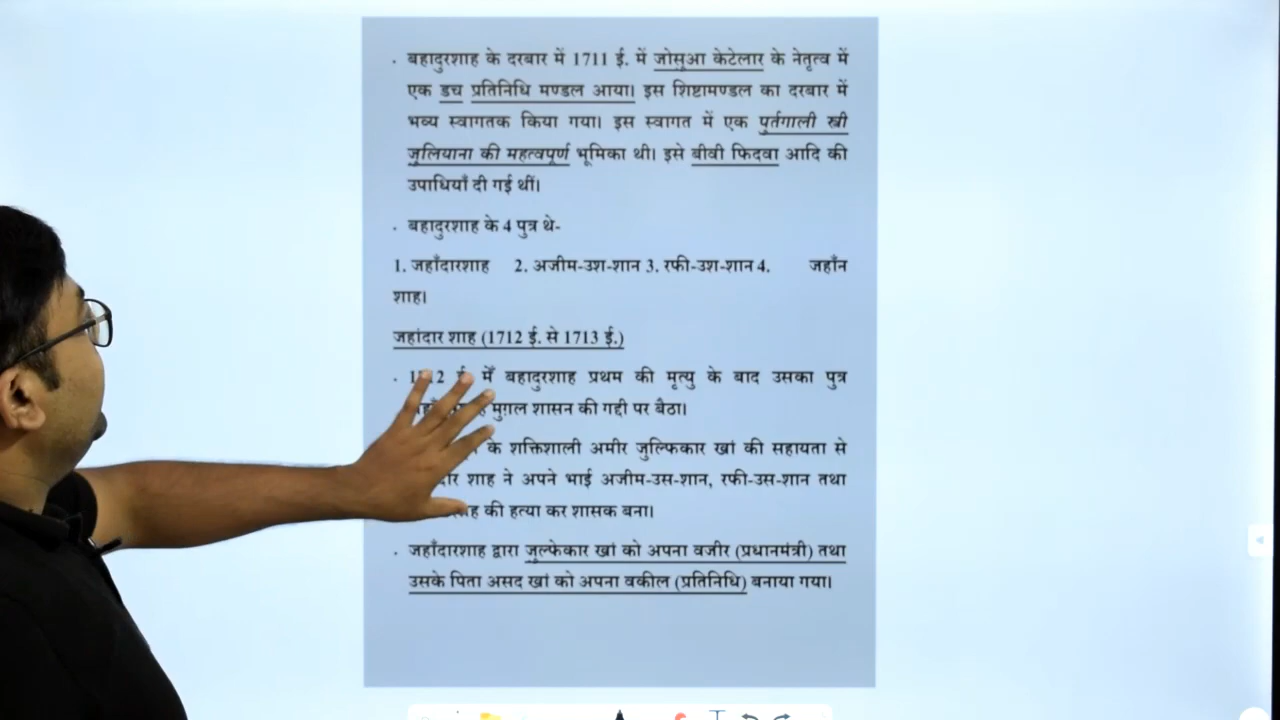 . बहादुरशाह के दरबार में 1711 ई. में जोसुआ केटेलार के नेतृत्व में
एक डच प्रतिनिधि मण्डल आया। इस शिष्टामण्डल का दरबार में
भव्य स्वागतक किया गया। इस स्वागत में एक पुर्तगाली स्त्री
जुलियाना की महत्वपूर्ण भूमिका थी। इसे बीवी फिदवा आदि की
उपाधियाँ दी गई थीं।
. बहादुरशाह के 4 पुत्र थे-
1. जहाँदारशाह 2. अजीम-उश-शान 3. रफी-उश-शान 4. जहाँन
शाह।
जहांदार शाह (1712 ई. से 1713 ई.)
. में बहादुरशाह प्रथम की मृत्यु के बाद उसका पुत्र
मुग़ल शासन की गद्दी पर बैठा।
के शक्तिशाली अमीर जुल्फिकार खां की सहायता से
शाह ने अपने भाई अजीम-उस-शान, रफी-उस-शान तथा
की हत्या कर शासक बना।
. जहाँदारशाह द्वारा जुल्फेकार खां को अपना वजीर (प्रधानमंत्री) तथा
उसके पिता असद खां को अपना वकील (प्रतिनिधि) बनाया गया।